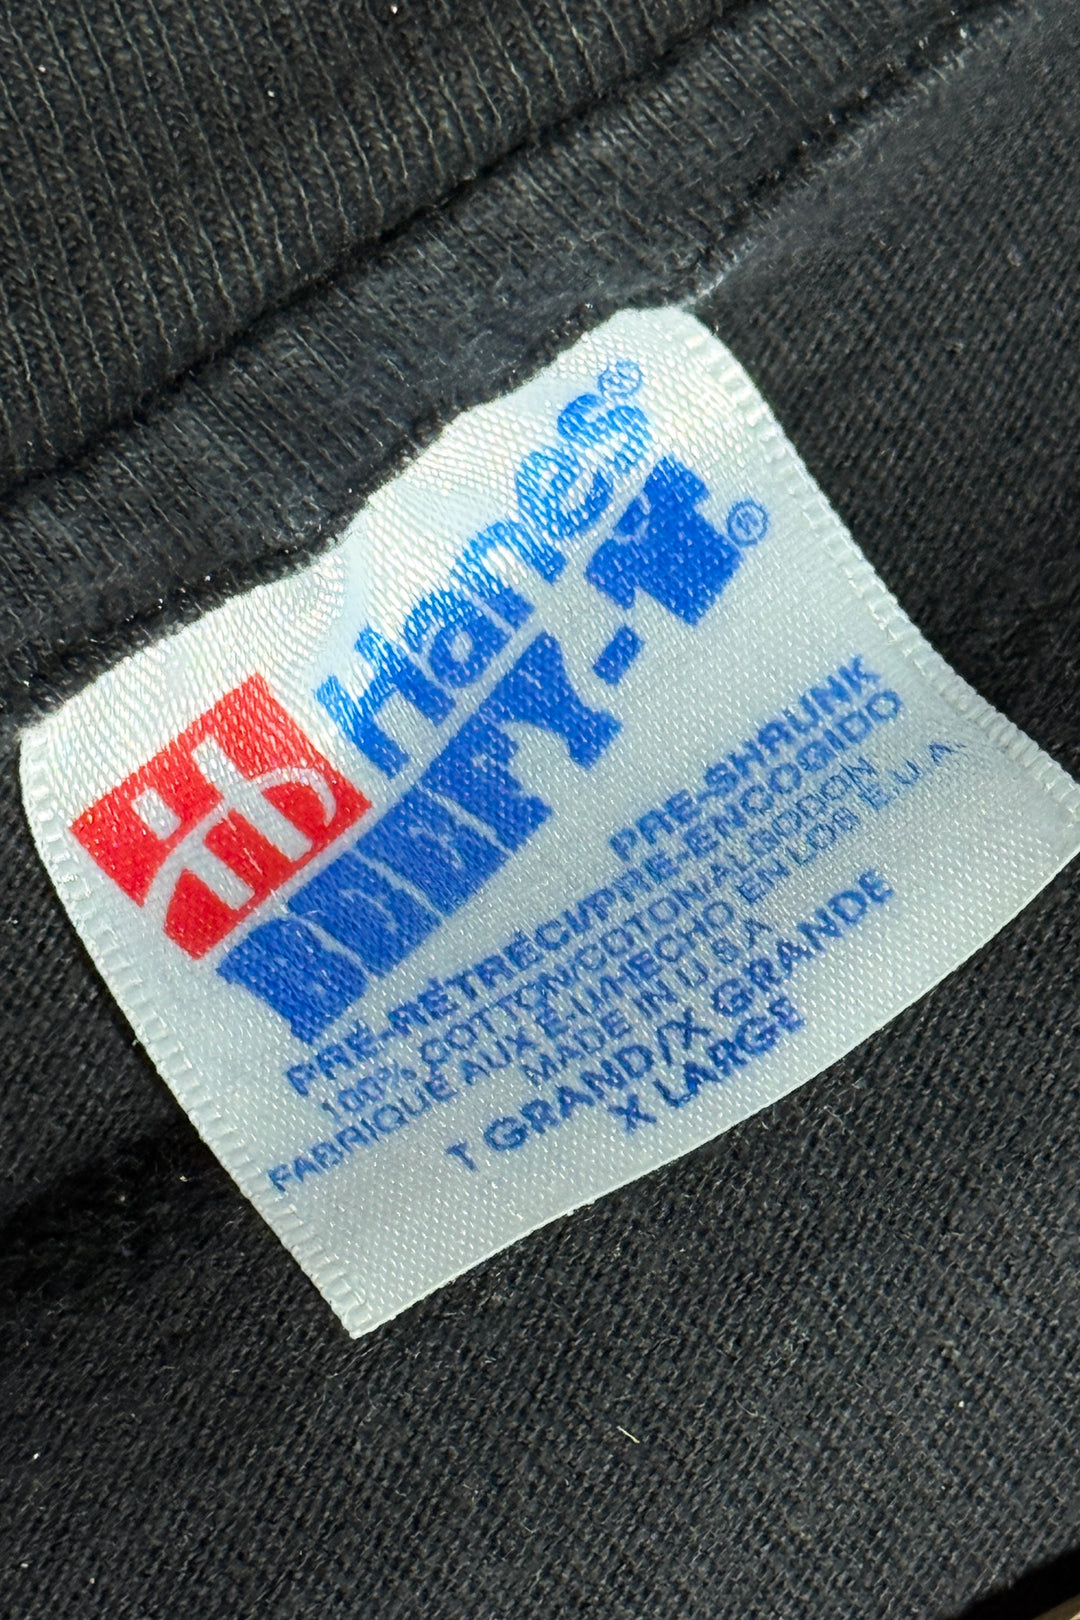 Hanes®
BEEFY-T®
PRE-SHRUNK
PRE-RÉTRÉCI/PRE-ENCOGIDO
100% COTTON/COTON/ALGODON
FABRIQUÉ AUX É.U./HECHO EN LOS E.U.A.
MADE IN U.S.A
T GRAND/X GRANDE
X LARGE